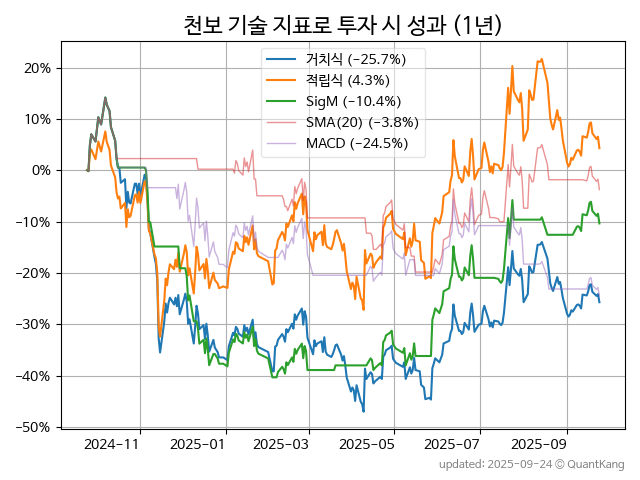 천보 기술 지표로 투자 시 성과 (1년)
거치식 (−25.7%)
적립식 (4.3%)
SigM (−10.4%)
SMA(20) (−3.8%)
MACD (−24.5%)
20%
10%
0%
−10%
−20%
−30%
−40%
−50%
2024-11 2025-01 2025-03 2025-05 2025-07 2025-09
updated: 2025-09-24 © QuantKang